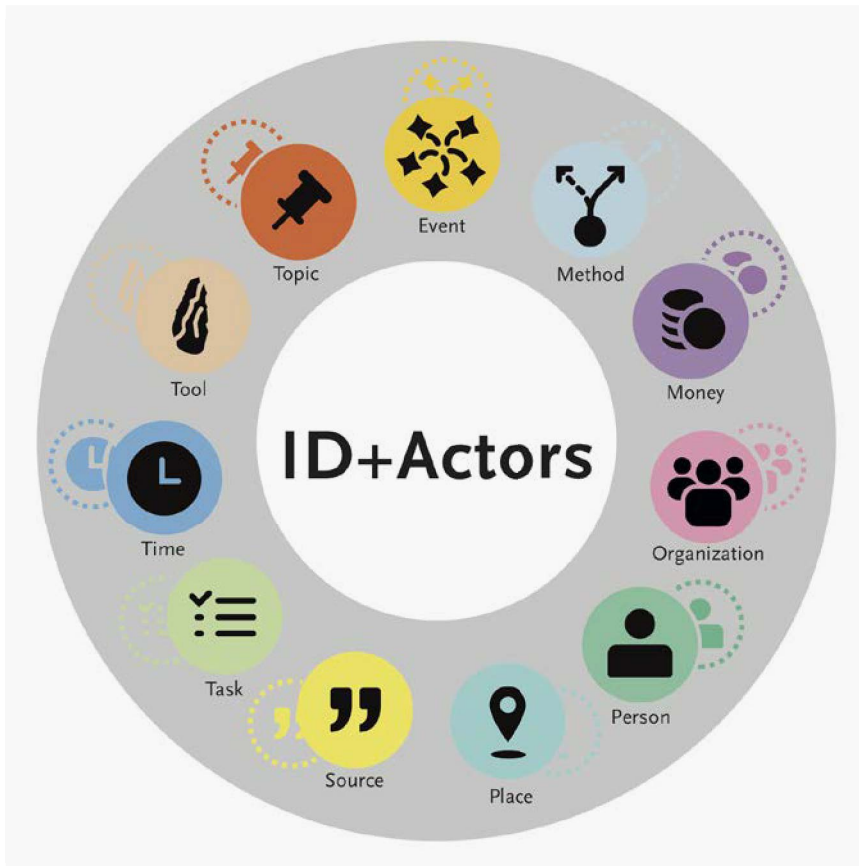 Event
Method
Money
Organization
Person
Place
Source
Task
Time
Tool
Topic
ID+Actors